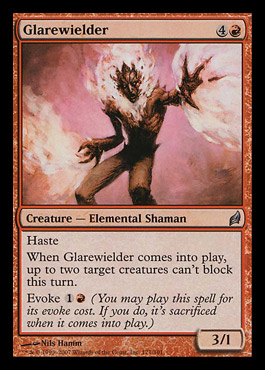 Glarewielder 4
Creature — Elemental Shaman
Haste
When Glarewielder comes into play,
up to two target creatures can't block
this turn.
Evoke 1 (You may play this spell for
its evoke cost. If you do, it's sacrificed
when it comes into play.)
Nils Hamm
3/1